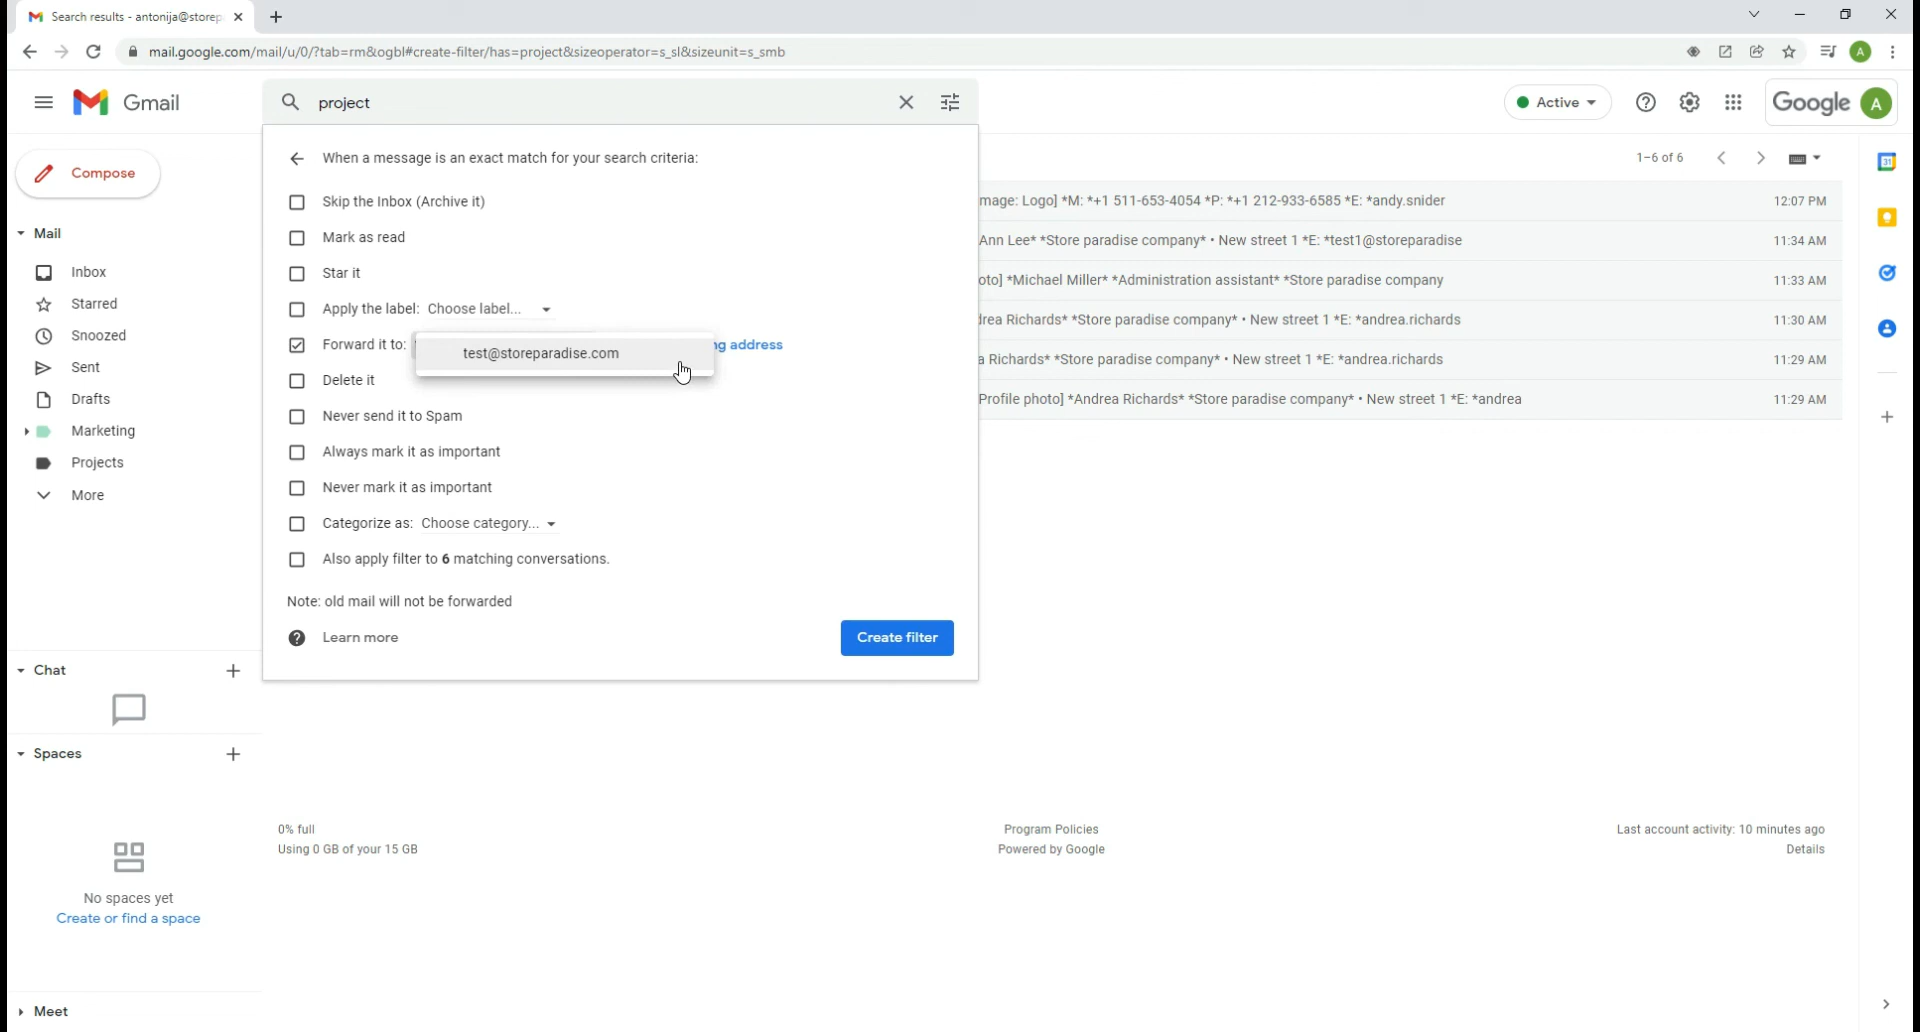 Search results - antonija@storep
mail.google.com/mail/u/0/?tab=rm&ogbl#create-filter/has=project&sizeoperator=s_sl&sizeunit=s_smb
A
Gmail
project
Active
Google
A
Compose
When a message is an exact match for your search criteria:
1-6 of 6
31
Skip the Inbox (Archive it)
mage: Logo] *M: *+1 511-653-4054 *P: *+1 212-933-6585 *E: *andy.snider
12:07 PM
Mail
Mark as read
Ann Lee* *Store paradise company* • New street 1 *E: *test1@storeparadise
11:34 AM
Inbox
Star it
oto] *Michael Miller* *Administration assistant* *Store paradise company
11:33 AM
Starred
Apply the label: Choose label...
rea Richards* *Store paradise company* • New street 1 *E: *andrea.richards
11:30 AM
Snoozed
Forward it to:
test@storeparadise.com
ng address
a Richards* *Store paradise company* • New street 1 *E: *andrea.richards
11:29 AM
Sent
Delete it
Drafts
Profile photo] *Andrea Richards* *Store paradise company* • New street 1 *E: *andrea
11:29 AM
Never send it to Spam
Marketing
Always mark it as important
Projects
Never mark it as important
More
Categorize as: Choose category...
Also apply filter to 6 matching conversations.
Note: old mail will not be forwarded
Learn more
Create filter
Chat
Spaces
No spaces yet
Create or find a space
0% full
Using 0 GB of your 15 GB
Program Policies
Powered by Google
Last account activity: 10 minutes ago
Details
Meet